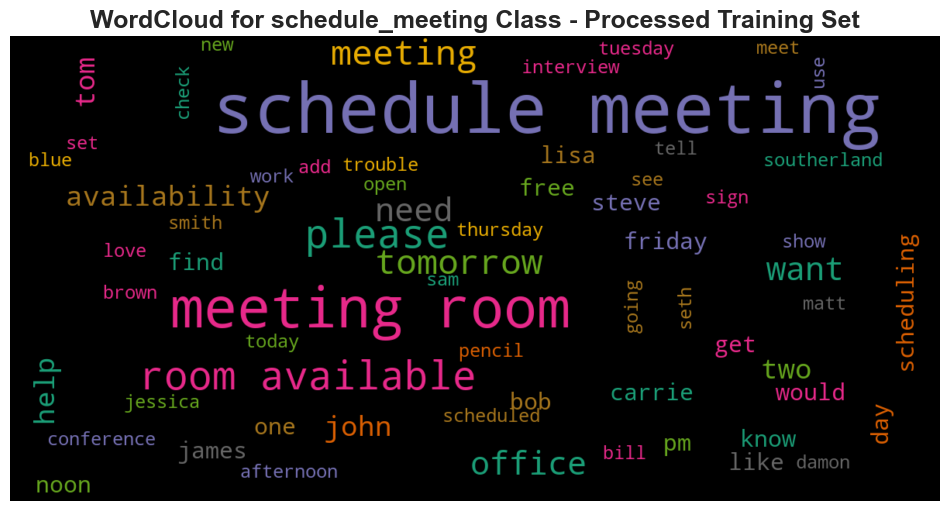 WordCloud for schedule_meeting Class - Processed Training Set
new
meeting
tuesday
meet
tom
check
interview
use
schedule meeting
set
blue
work
add
trouble
lisa
tell
southerland
open
free
see
availability
need
steve
sign
smith
please
thursday
friday
show
love
find
tomorrow
sam
want
scheduling
brown
meeting room
going
seth
matt
today
pencil
get
room available
two
help
jessica
bob
carrie
would
scheduled
day
conference
one
john
pm
know
james
office
bill
like
damon
afternoon
noon